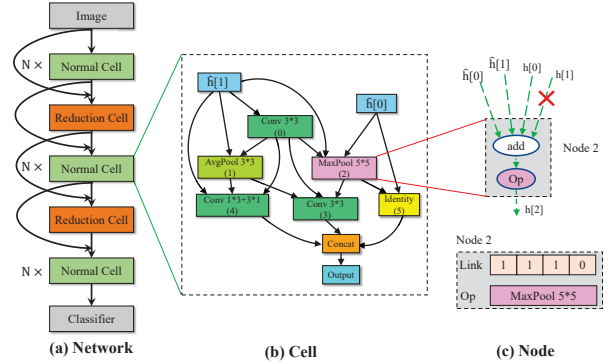 Image
N ×
Normal Cell
Reduction Cell
N ×
Normal Cell
Reduction Cell
N ×
Normal Cell
Classifier
(a) Network
ĥ[1]
ĥ[0]
Conv 3*3
(0)
AvgPool 3*3
(1)
MaxPool 5*5
(2)
Conv 1*3+3*1
(4)
Conv 3*3
(3)
Identity
(5)
Concat
Output
(b) Cell
ĥ[0]
ĥ[1]
h[0]
h[1]
add
Node 2
Op
h[2]
Node 2
Link 1 1 1 0
Op MaxPool 5*5
(c) Node